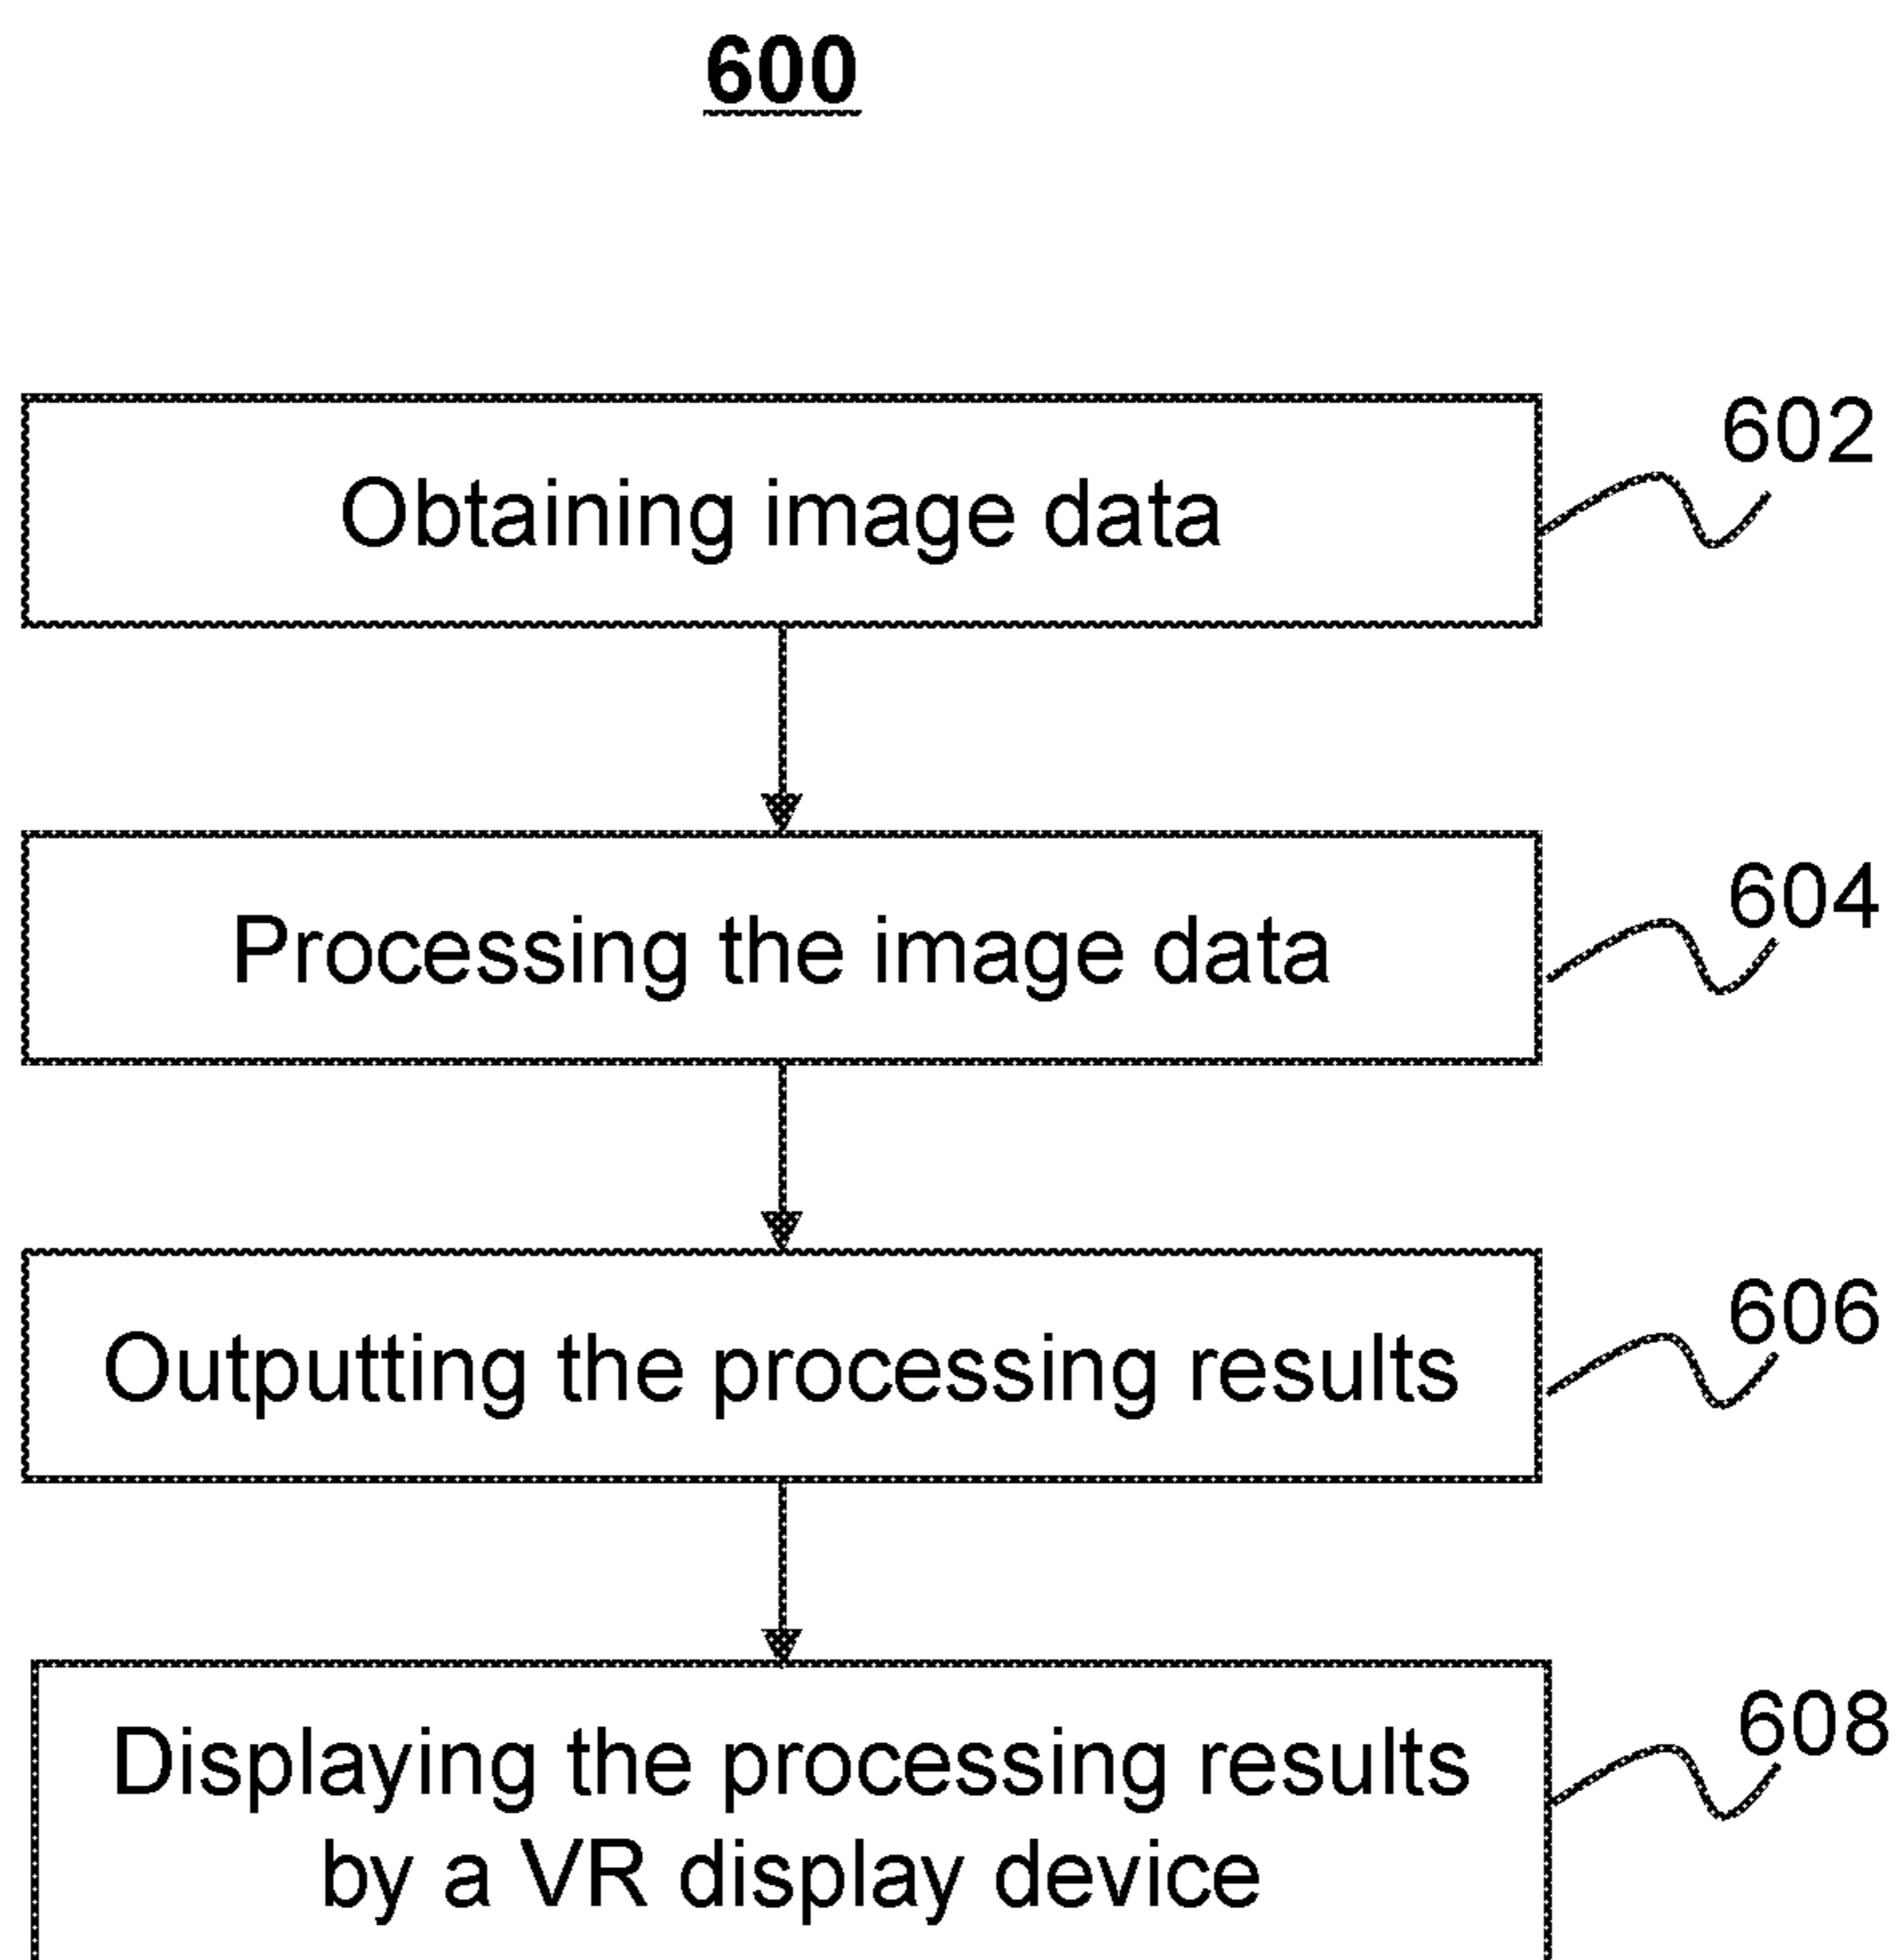 600
602
Obtaining image data
604
Processing the image data
606
Outputting the processing results
608
Displaying the processing results
by a VR display device